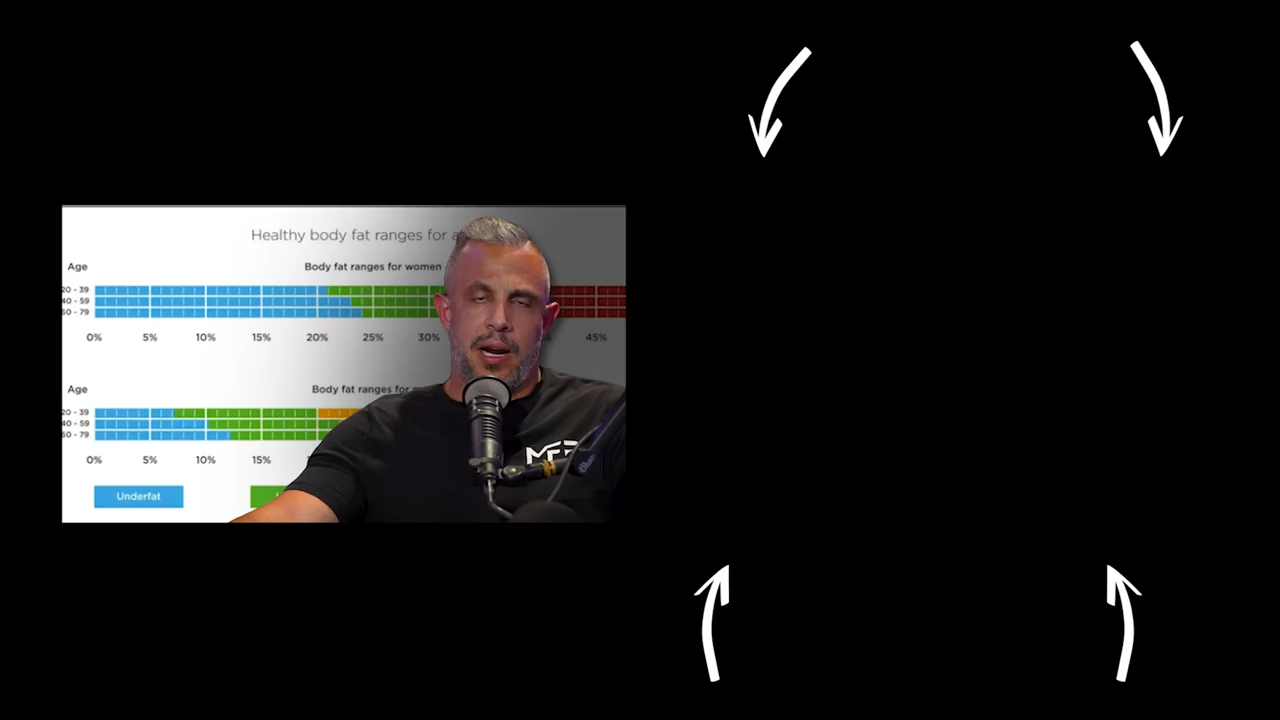 Healthy body fat ranges for
Age
Body fat ranges for women
20 - 39
40 - 59
60 - 79
0% 5% 10% 15% 20% 25% 30% 45%
Age
Body fat ranges for
20 - 39
40 - 59
60 - 79
0% 5% 10% 15%
Underfat